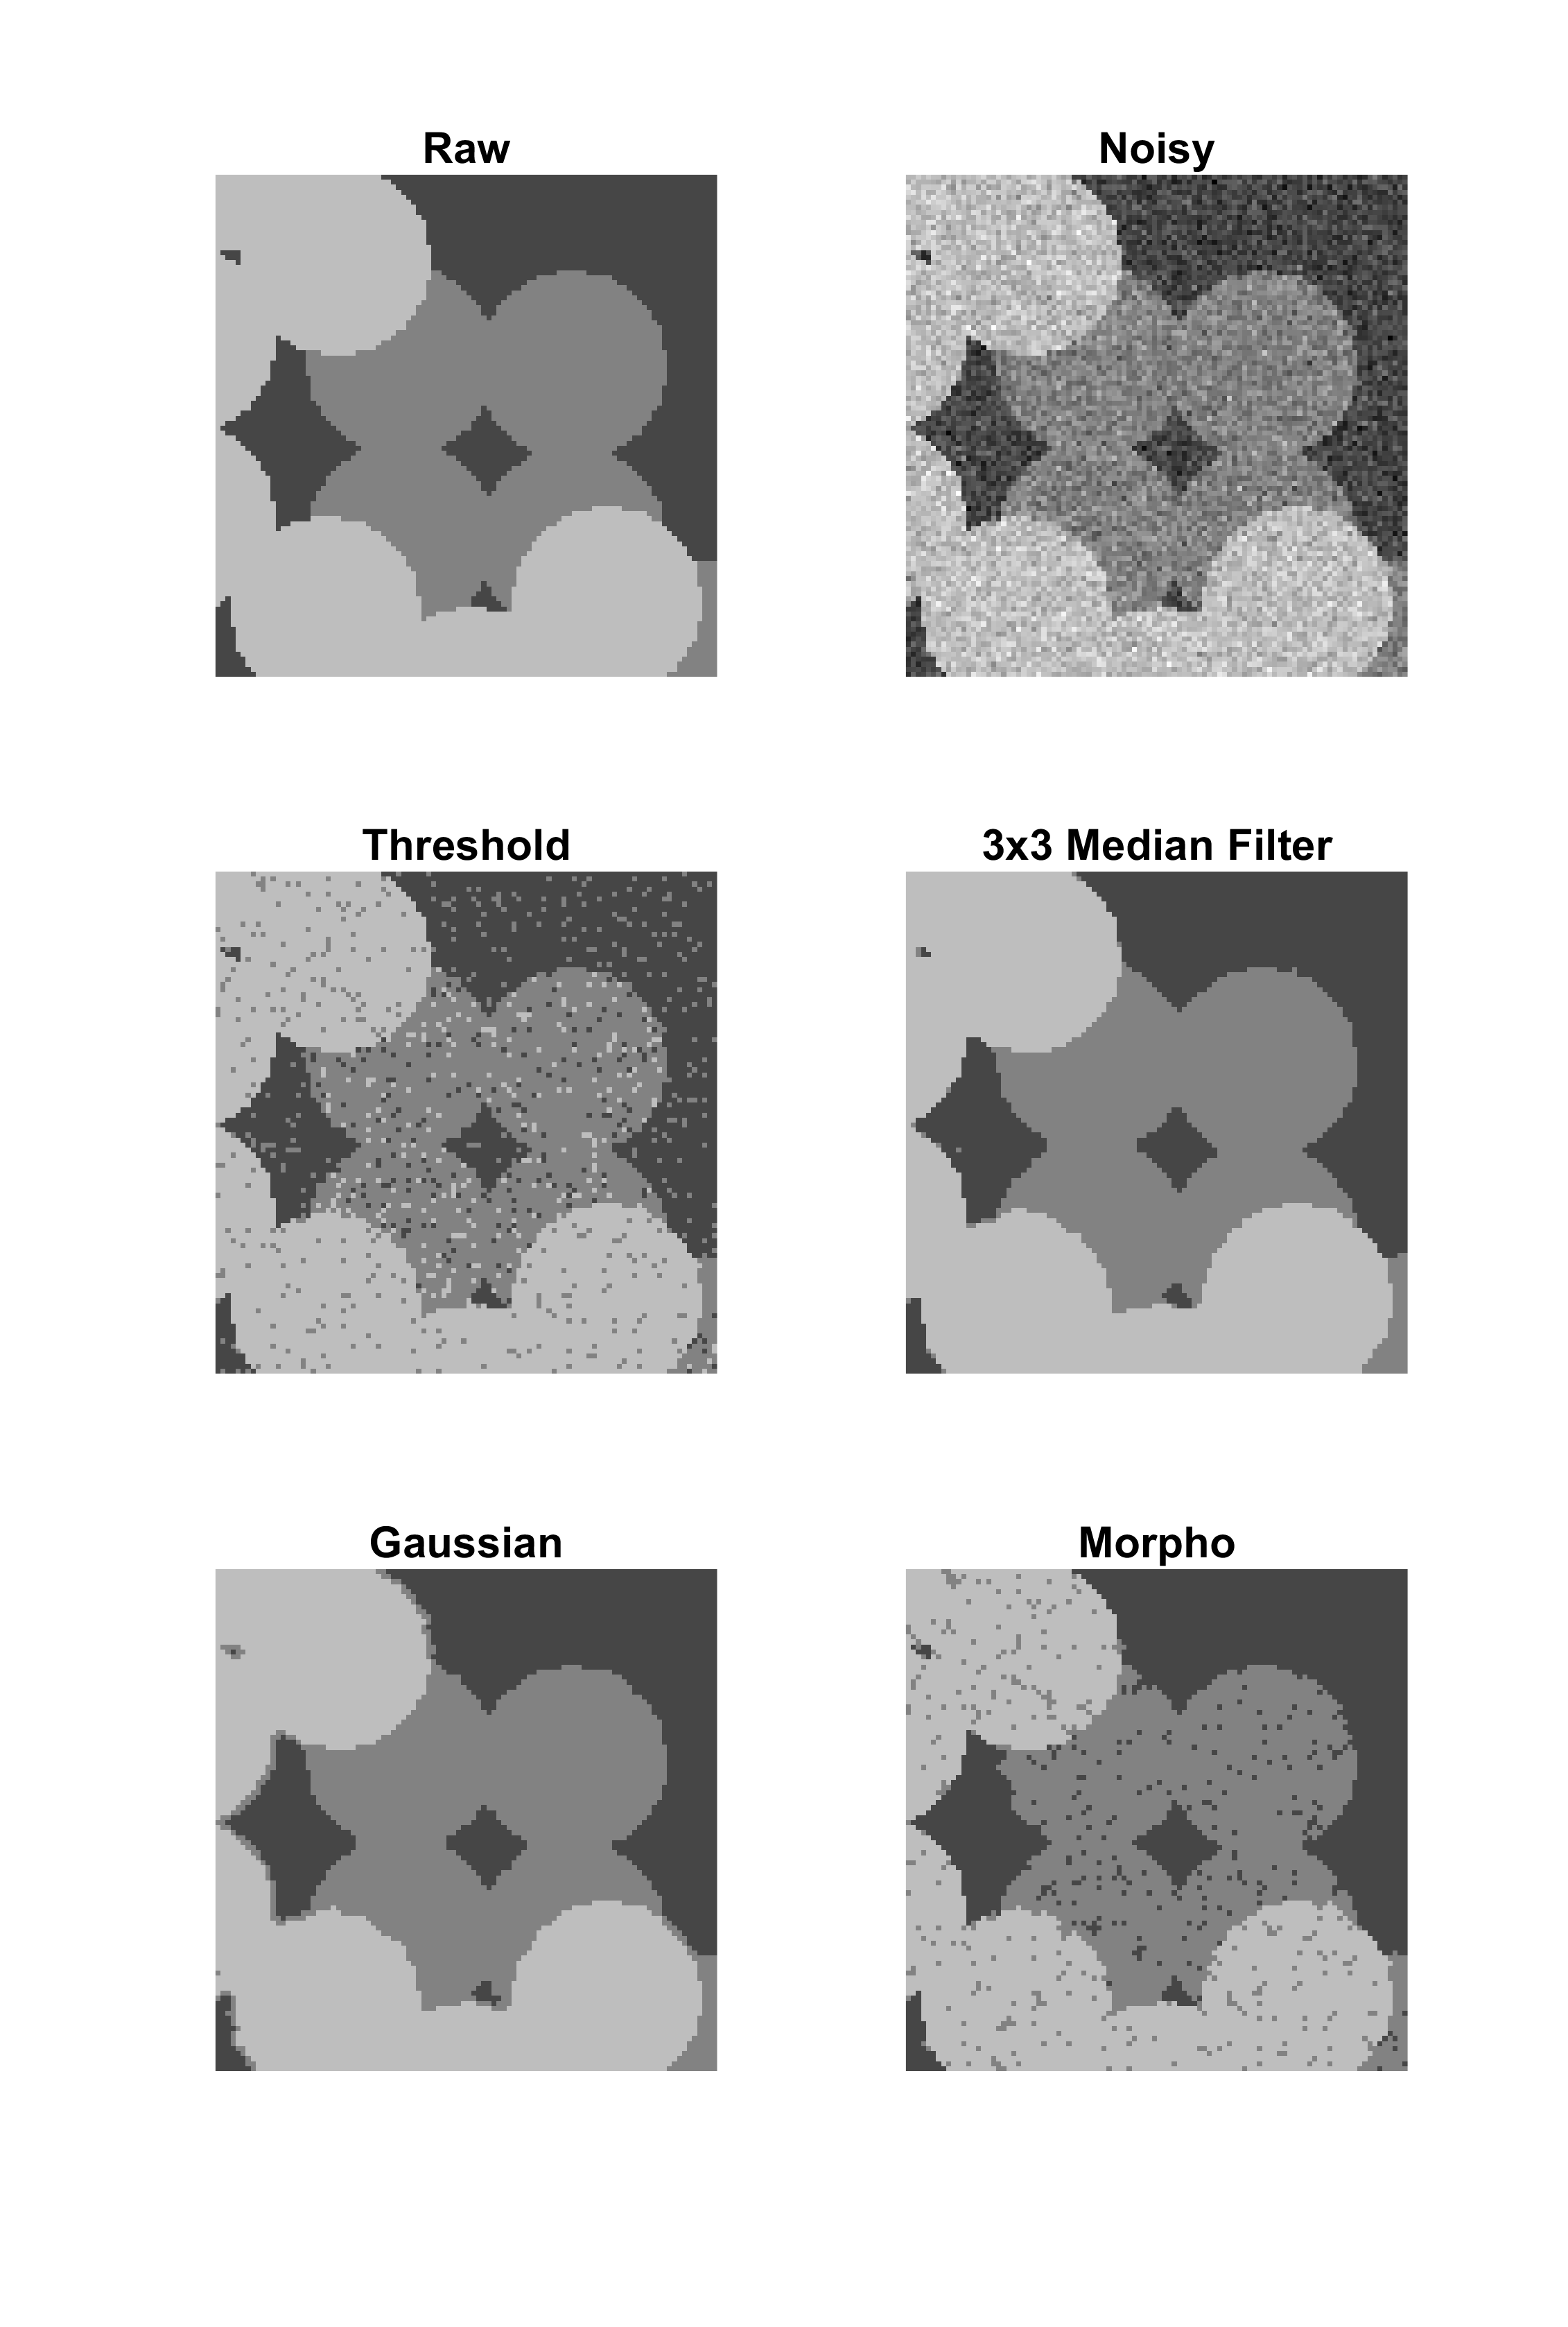 Raw
Noisy
Threshold
3x3 Median Filter
Gaussian
Morpho